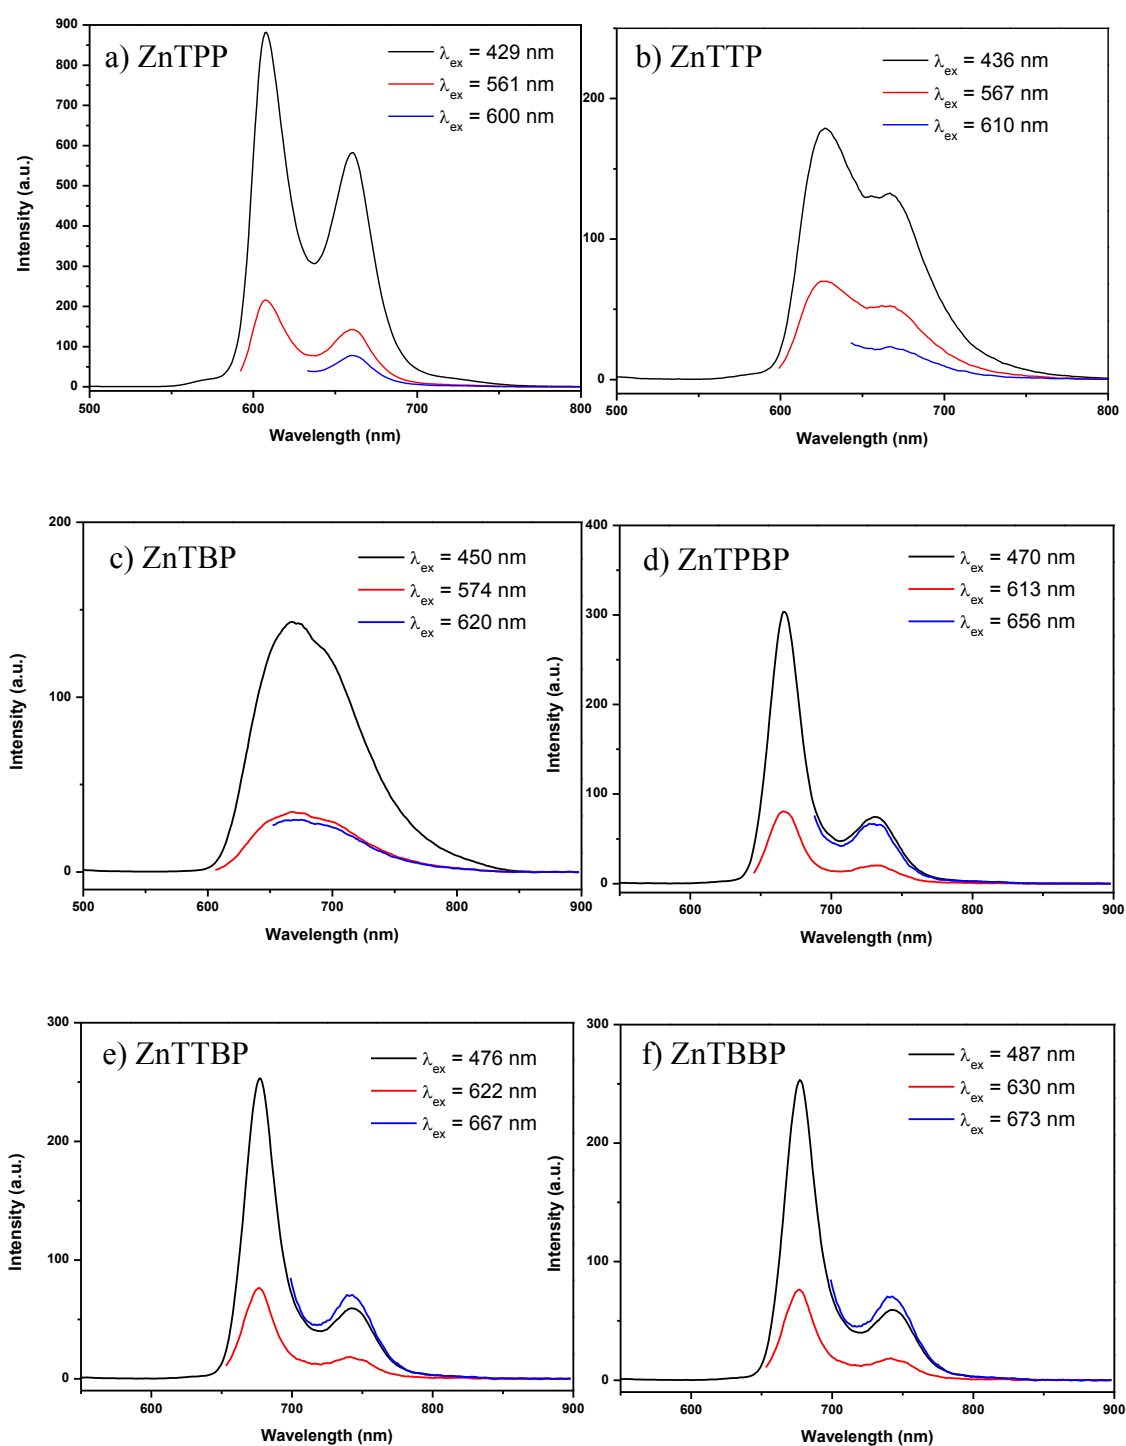 a) ZnTPP
λex = 429 nm
λex = 561 nm
λex = 600 nm
900
800
700
600
500
400
300
200
100
0
500
600
700
800
Intensity (a.u.)
Wavelength (nm)
b) ZnTTP
λex = 436 nm
λex = 567 nm
λex = 610 nm
200
100
0
500
600
700
800
Wavelength (nm)
c) ZnTBP
λex = 450 nm
λex = 574 nm
λex = 620 nm
200
100
0
500
600
700
800
900
Intensity (a.u.)
Wavelength (nm)
d) ZnTPBP
λex = 470 nm
λex = 613 nm
λex = 656 nm
400
300
200
100
0
600
700
800
900
Intensity (a.u.)
Wavelength (nm)
e) ZnTTBP
λex = 476 nm
λex = 622 nm
λex = 667 nm
300
200
100
0
600
700
800
900
Intensity (a.u.)
Wavelength (nm)
f) ZnTBBP
λex = 487 nm
λex = 630 nm
λex = 673 nm
300
200
100
0
600
700
800
900
Intensity (a.u.)
Wavelength (nm)